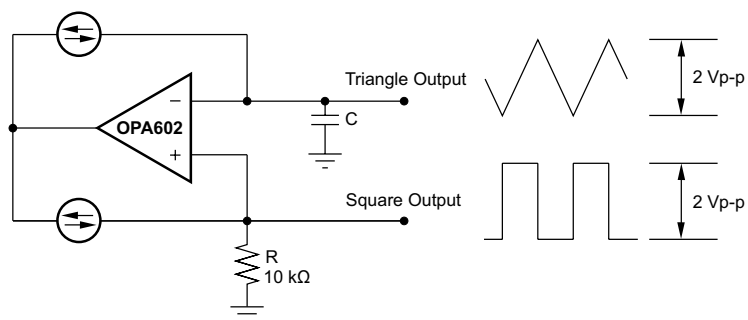 Triangle Output
2 Vp-p
−
OPA602
C
+
Square Output
2 Vp-p
R
10 kΩ